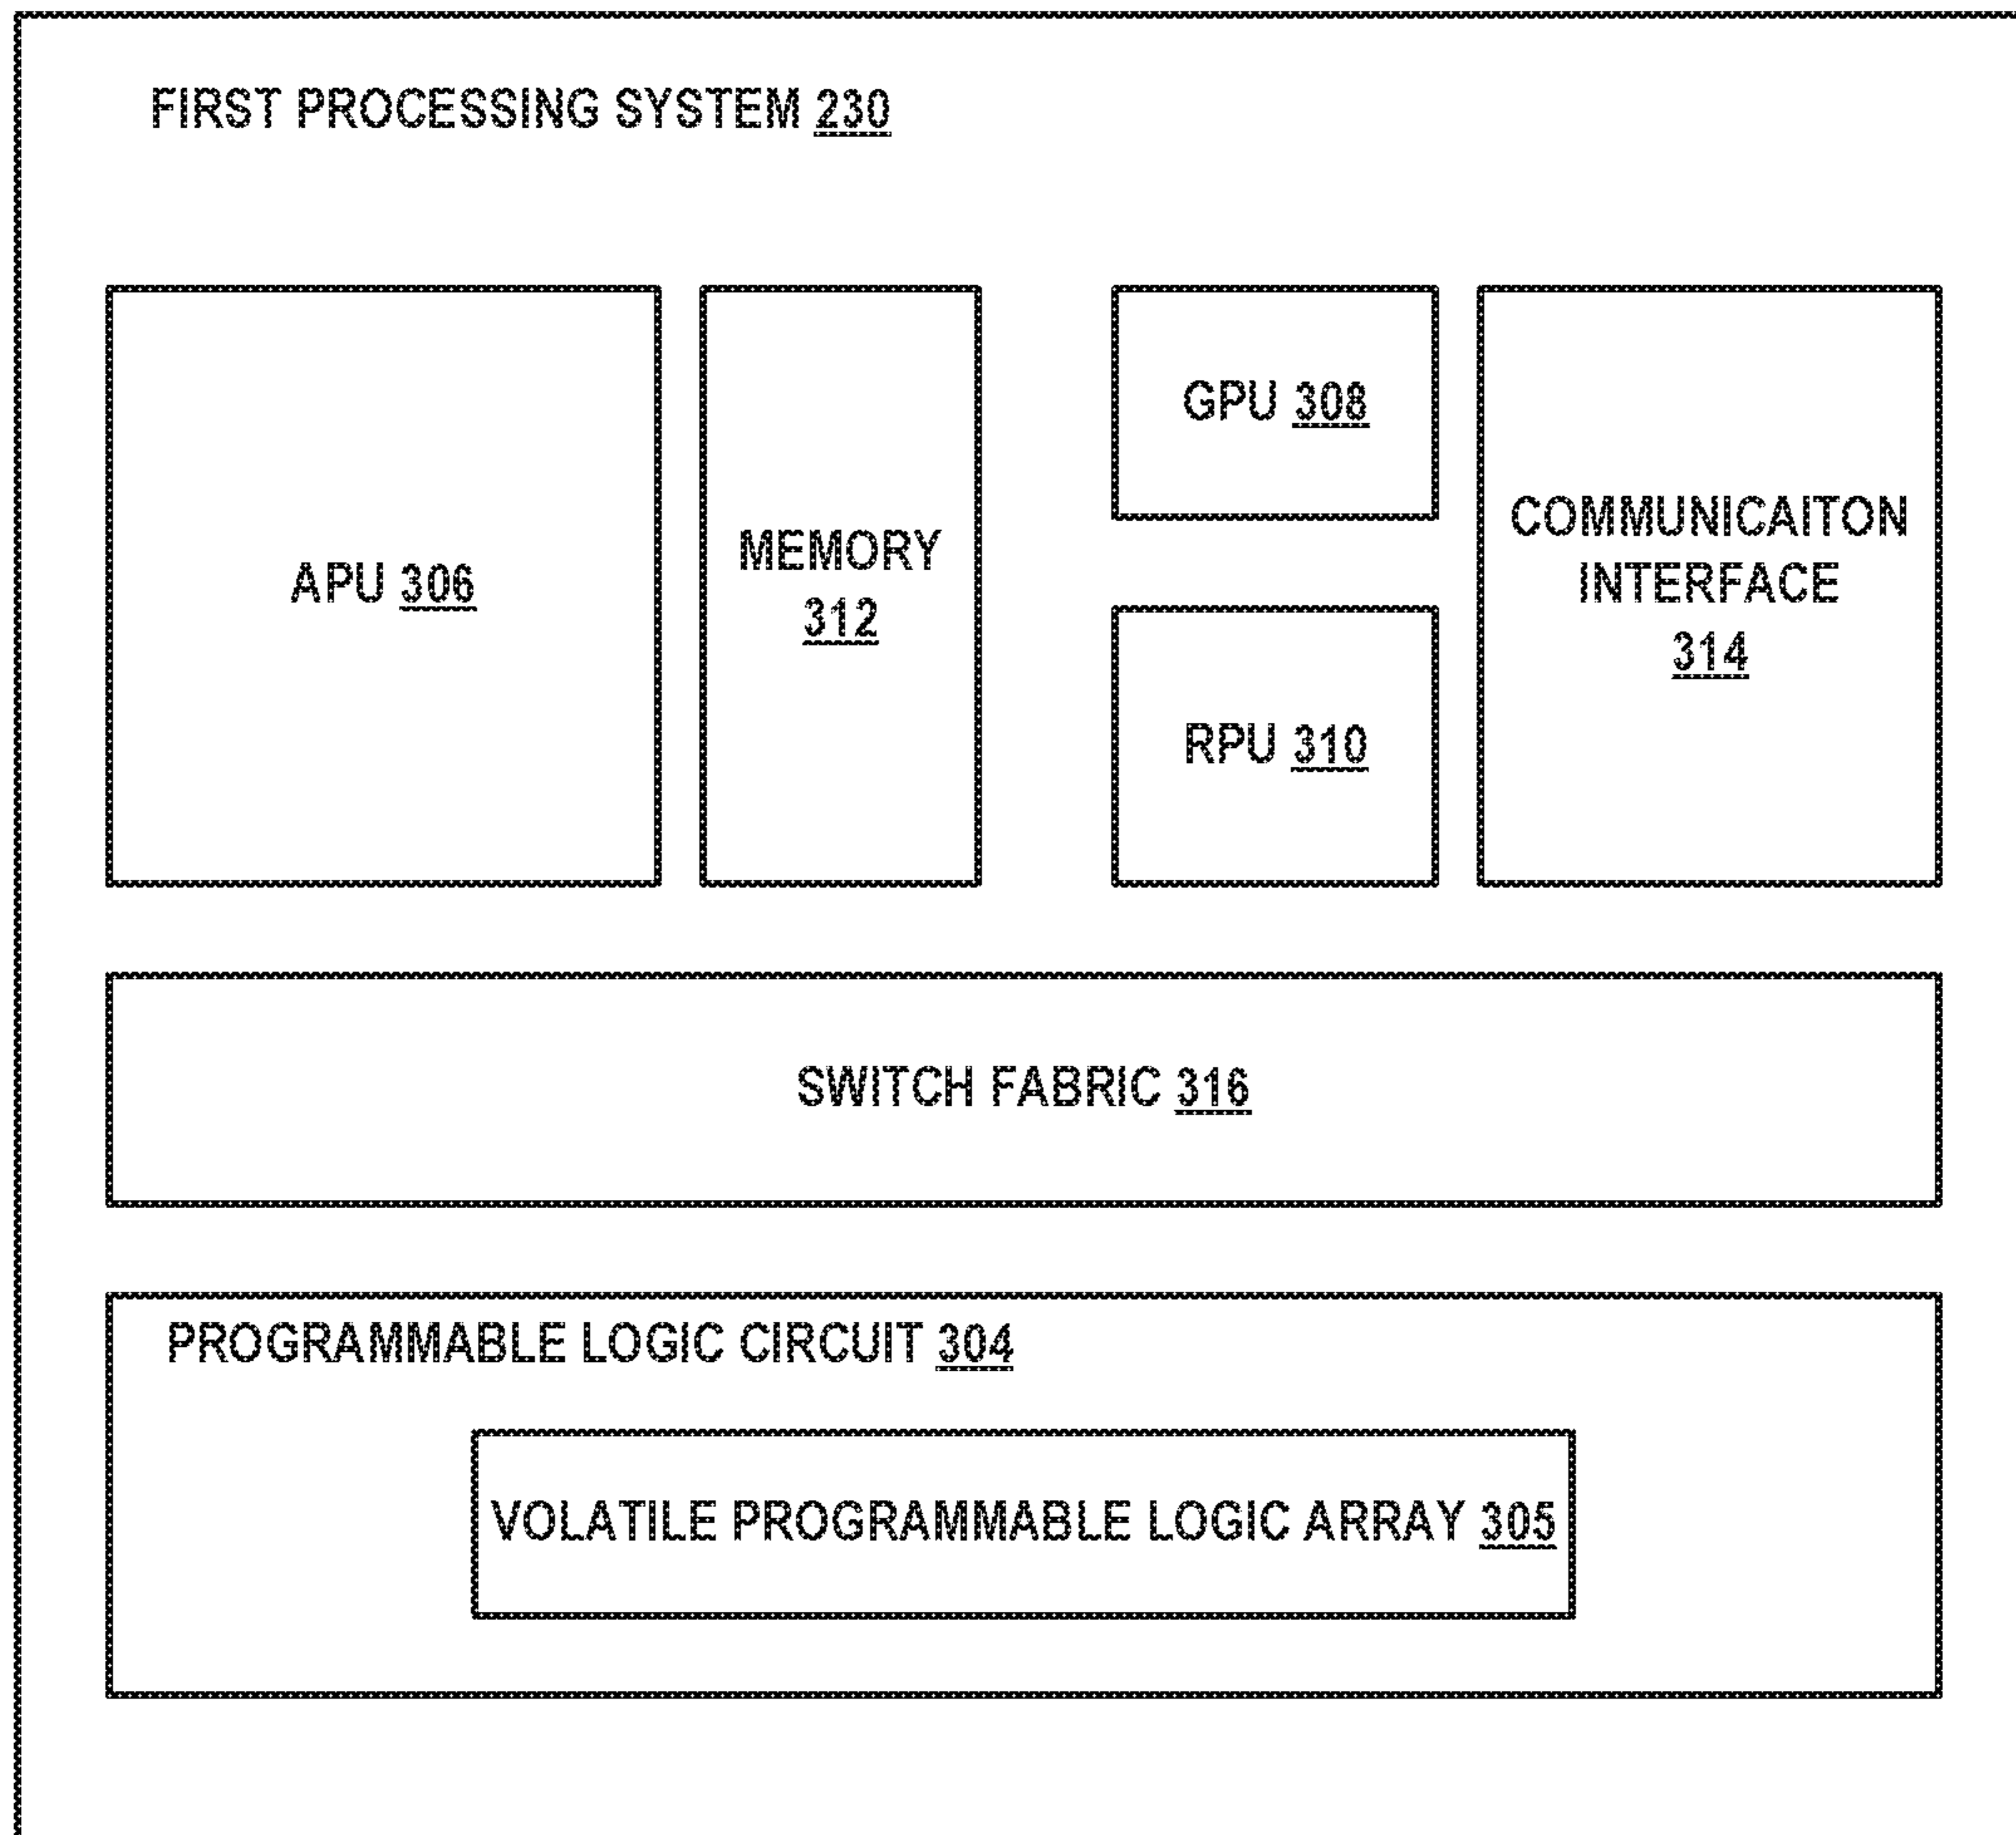 FIRST PROCESSING SYSTEM 230
APU 306
MEMORY
312
GPU 308
RPU 310
COMMUNICAITON
INTERFACE
314
SWITCH FABRIC 316
PROGRAMMABLE LOGIC CIRCUIT 304
VOLATILE PROGRAMMABLE LOGIC ARRAY 305